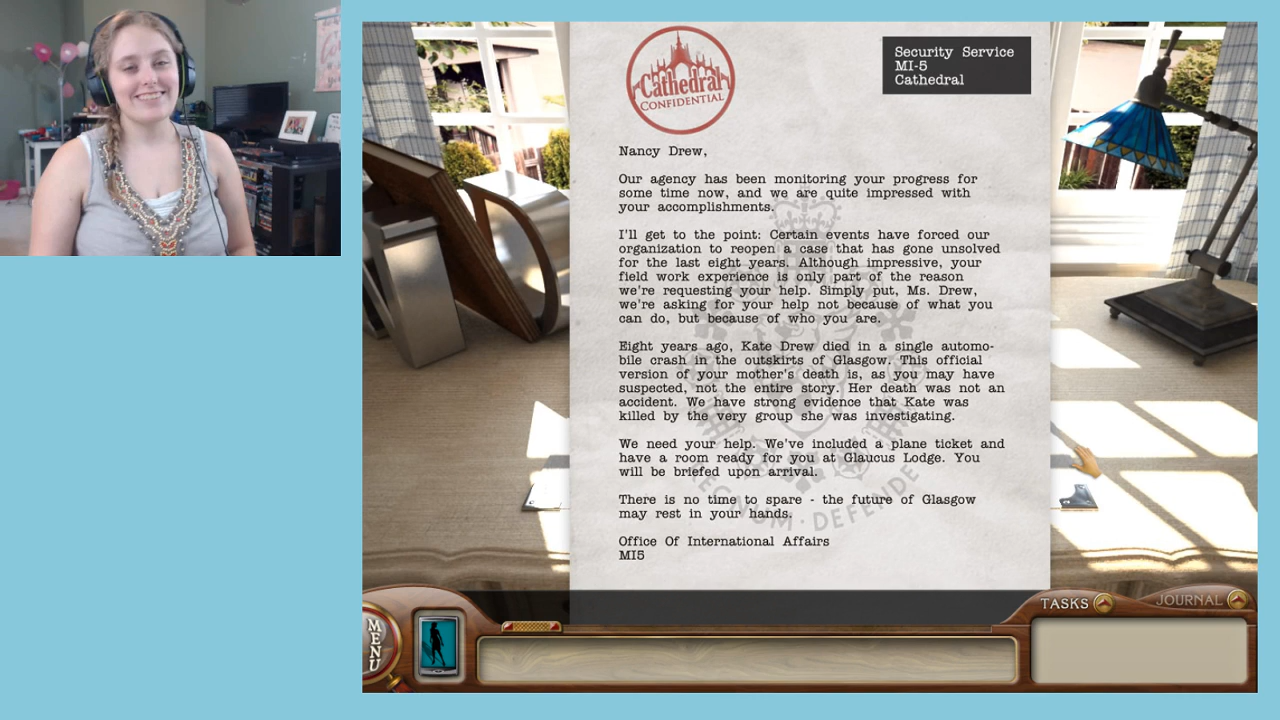 Cathedral
CONFIDENTIAL
Security Service
MI-5
Cathedral
Nancy Drew,
Our agency has been monitoring your progress for
some time now, and we are quite impressed with
your accomplishments.
I'll get to the point: Certain events have forced our
organization to reopen a case that has gone unsolved
for the last eight years. Although impressive, your
field work experience is only part of the reason
we're requesting your help. Simply put, Ms. Drew,
we're asking for your help not because of what you
can do, but because of who you are.
Eight years ago, Kate Drew died in a single automo-
bile crash in the outskirts of Glasgow. This official
version of your mother's death is, as you may have
suspected, not the entire story. Her death was not an
accident. We have strong evidence that Kate was
killed by the very group she was investigating.
We need your help. We've included a plane ticket and
have a room ready for you at Glaucus Lodge. You
will be briefed upon arrival.
There is no time to spare - the future of Glasgow
may rest in your hands.
Office Of International Affairs
MI5
DEFENDE
TASKS
JOURNAL
MENU